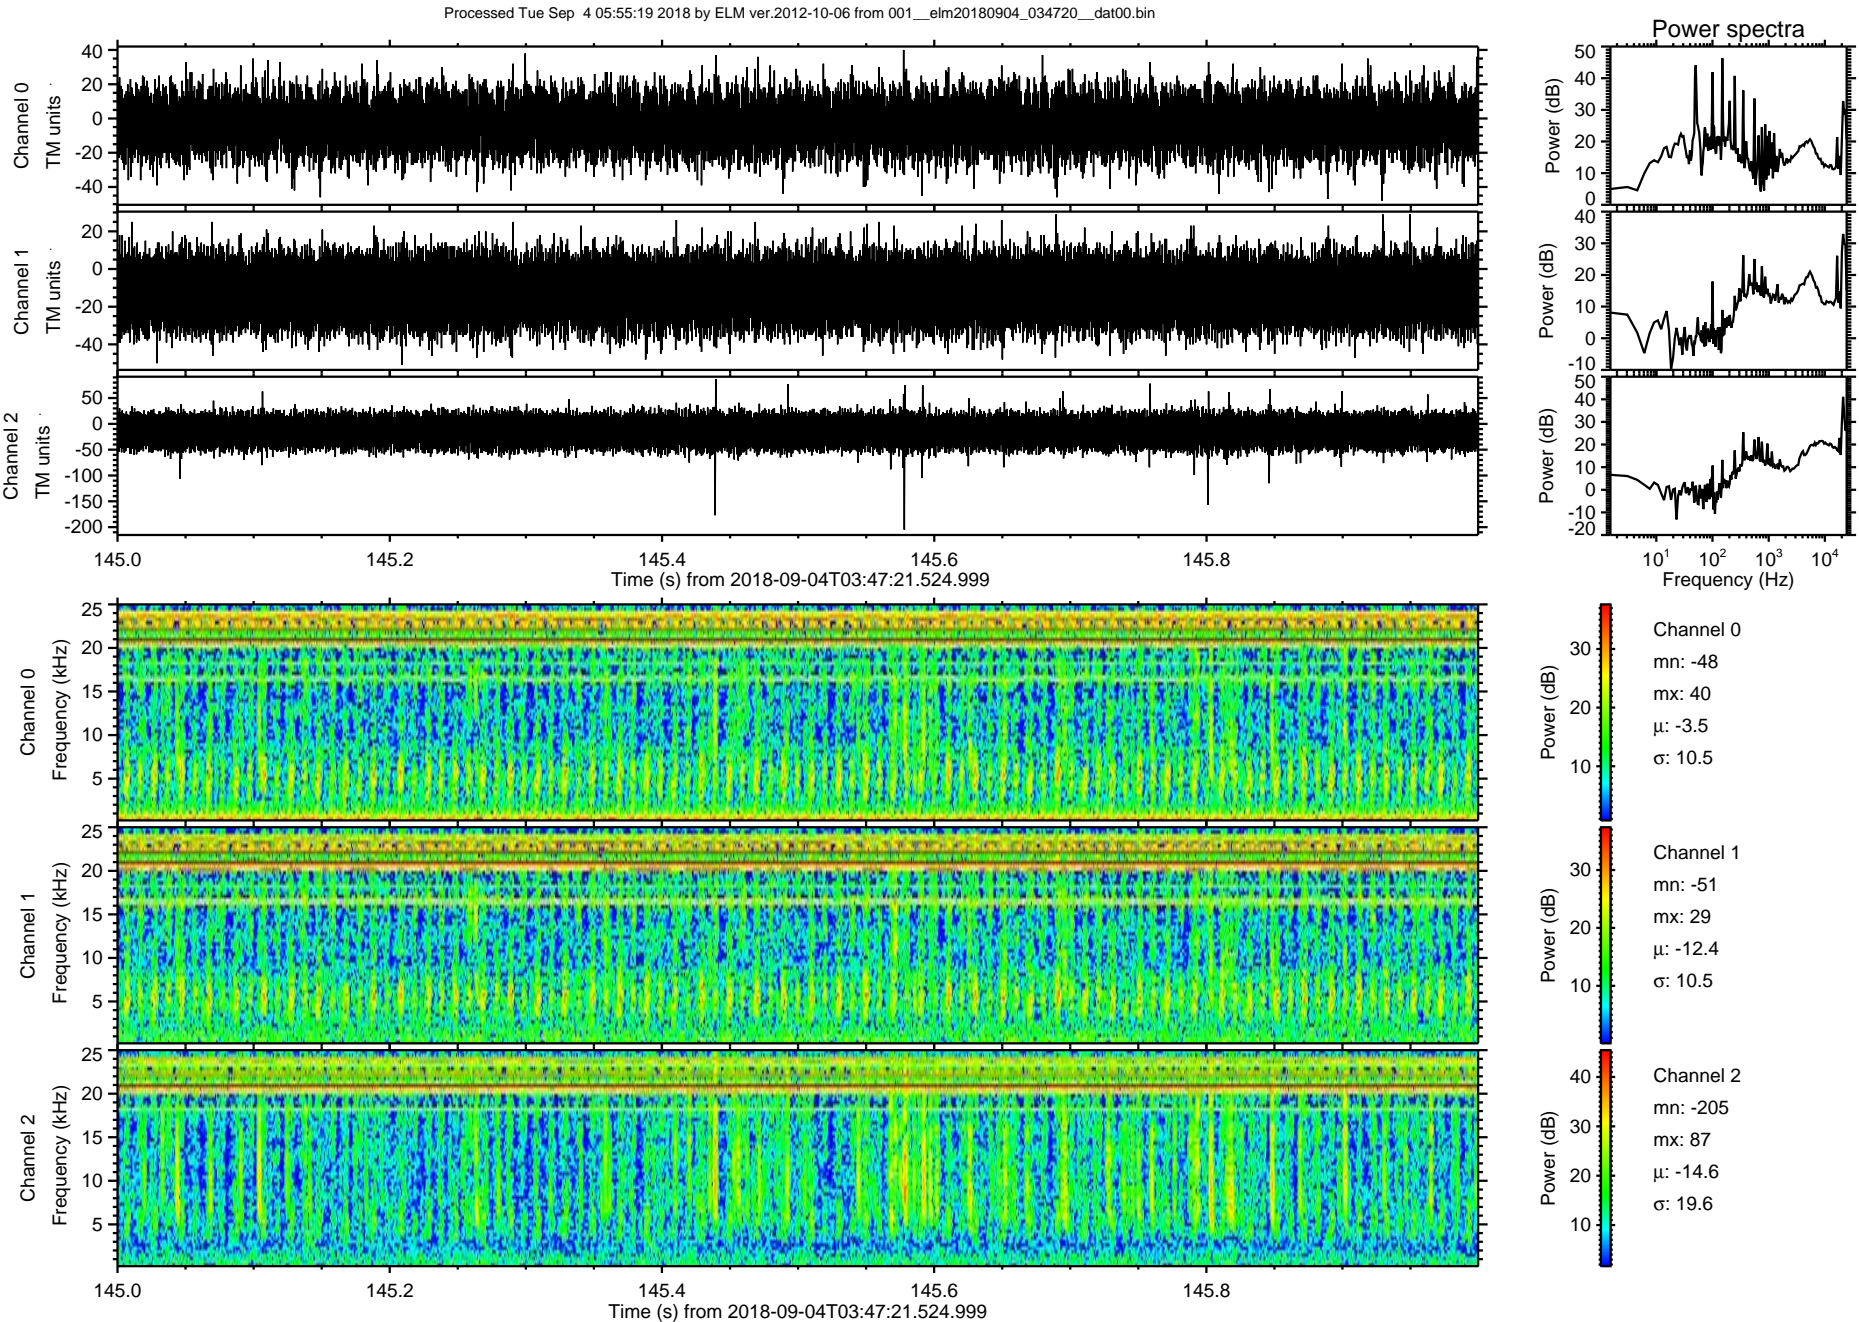 Processed Tue Sep  4 05:55:19 2018 by ELM ver.2012-10-06 from 001__elm20180904_034720__dat00.bin
Power spectra
Channel 0
TM units
40
20
0
-20
-40
Power (dB)
50
40
30
20
10
0
Channel 1
TM units
20
0
-20
-40
Power (dB)
40
30
20
10
0
-10
Channel 2
TM units
50
0
-50
-100
-150
-200
Power (dB)
50
40
30
20
10
0
-10
-20
145.0 145.2 145.4 145.6 145.8
Time (s) from 2018-09-04T03:47:21.524.999
10^1 10^2 10^3 10^4
Frequency (Hz)
Channel 0
Frequency (kHz)
25
20
15
10
5
Power (dB)
30
20
10
Channel 0
mn: -48
mx: 40
μ: -3.5
σ: 10.5
Channel 1
Frequency (kHz)
25
20
15
10
5
Power (dB)
30
20
10
Channel 1
mn: -51
mx: 29
μ: -12.4
σ: 10.5
Channel 2
Frequency (kHz)
25
20
15
10
5
Power (dB)
40
30
20
10
Channel 2
mn: -205
mx: 87
μ: -14.6
σ: 19.6
145.0 145.2 145.4 145.6 145.8
Time (s) from 2018-09-04T03:47:21.524.999